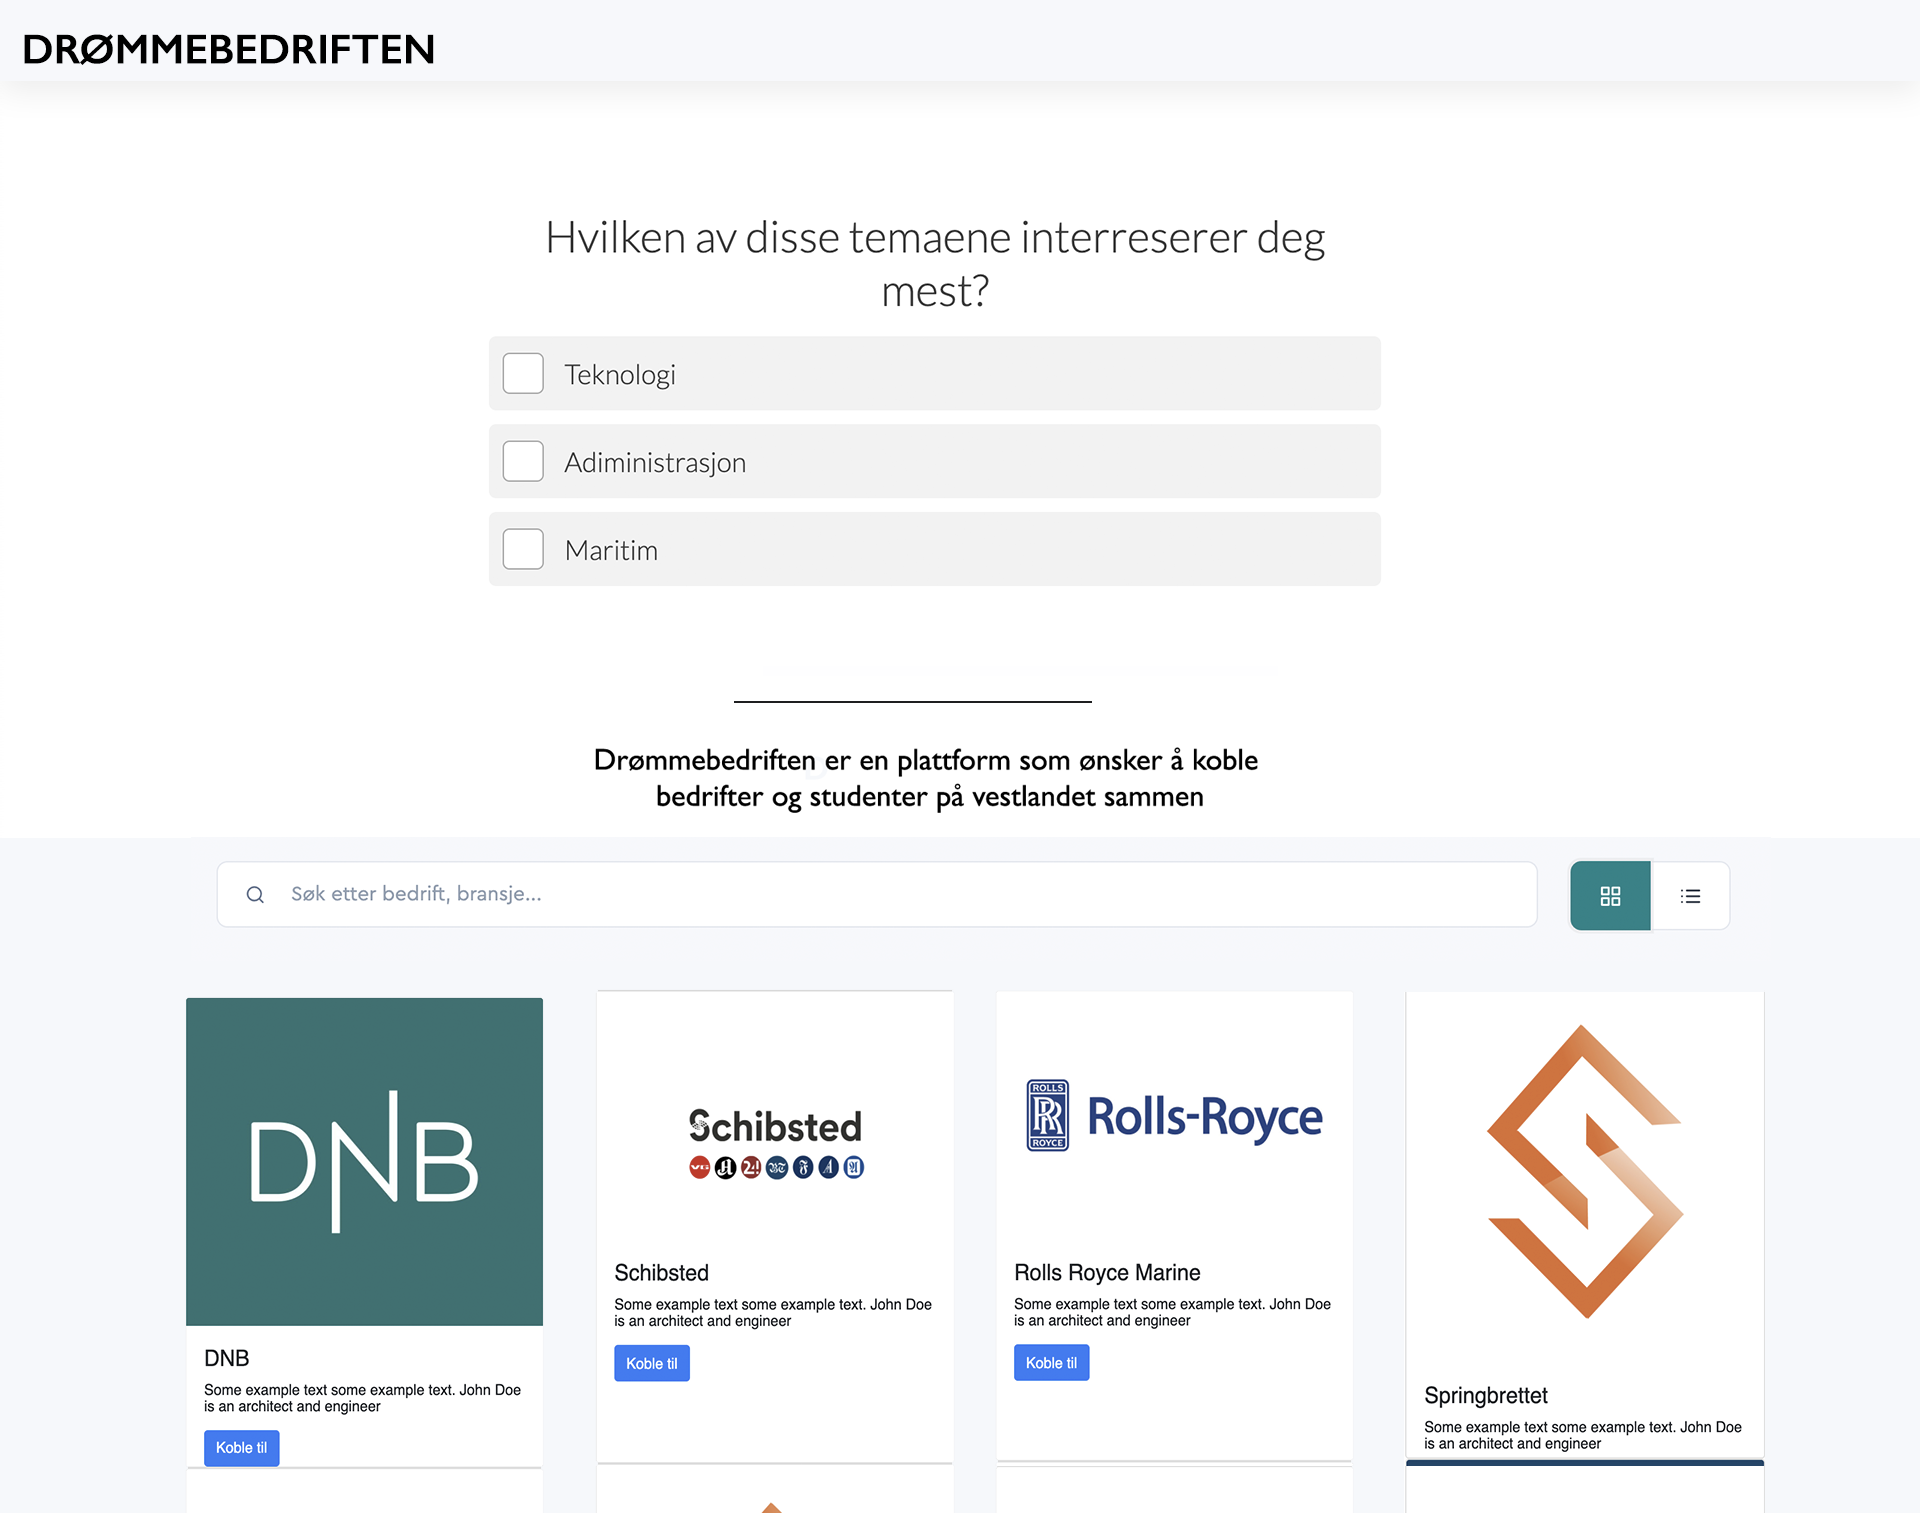 DRØMMEBEDRIFTEN
Hvilken av disse temaene interreserer deg
mest?
Teknologi
Adiministrasjon
Maritim
Drømmebedriften er en plattform som ønsker å koble
bedrifter og studenter på vestlandet sammen
Søk etter bedrift, bransje...
DNB
Schibsted
VG
24
ROLLS
RR
ROYCE
Rolls-Royce
DNB
Some example text some example text. John Doe
is an architect and engineer
Koble til
Schibsted
Some example text some example text. John Doe
is an architect and engineer
Koble til
Rolls Royce Marine
Some example text some example text. John Doe
is an architect and engineer
Koble til
Springbrettet
Some example text some example text. John Doe
is an architect and engineer